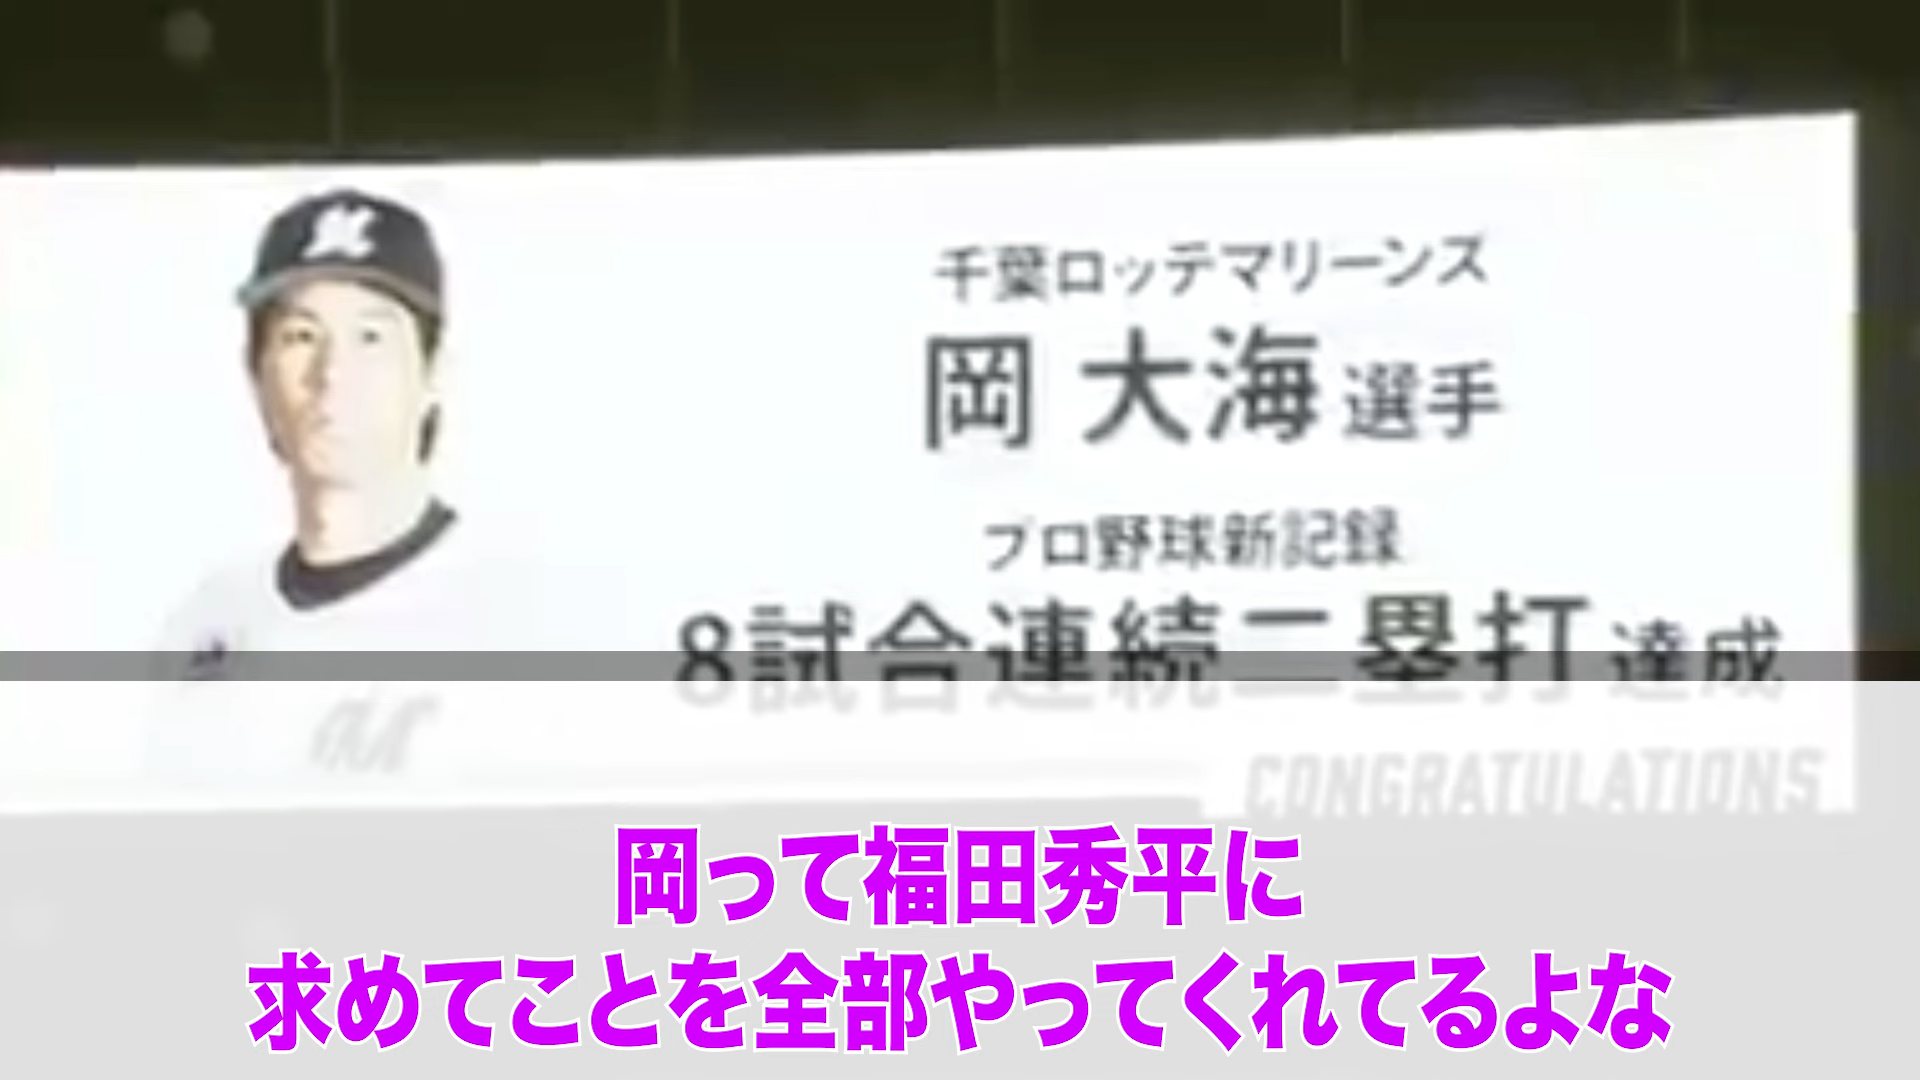 千葉ロッテマリーンズ
岡 大海 選手
プロ野球新記録
8試合連続二塁打 達成
CONGRATULATIONS
岡って福田秀平に
求めてことを全部やってくれてるよな